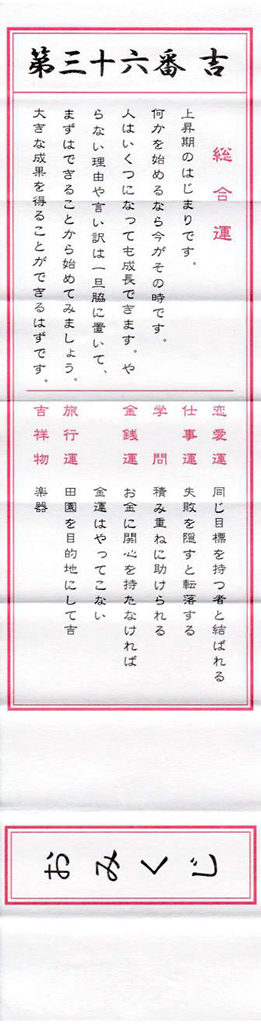 第三十六番 吉
総合運
上昇期のはじまりです。
何かを始めるなら今がその時です。
人はいくつになっても成長できます。や
らない理由や言い訳は一旦脇に置いて、
まずはできることから始めてみましょう。
大きな成果を得ることができるはずです。
恋愛運 同じ目標を持つ者と結ばれる
仕事運 失敗を隠すと転落する
学問 積み重ねに助けられる
金銭運 お金に関心を持たなければ
金運はやってこない
旅行運 田園を目的地にして吉
吉祥物 楽器
おみくじ